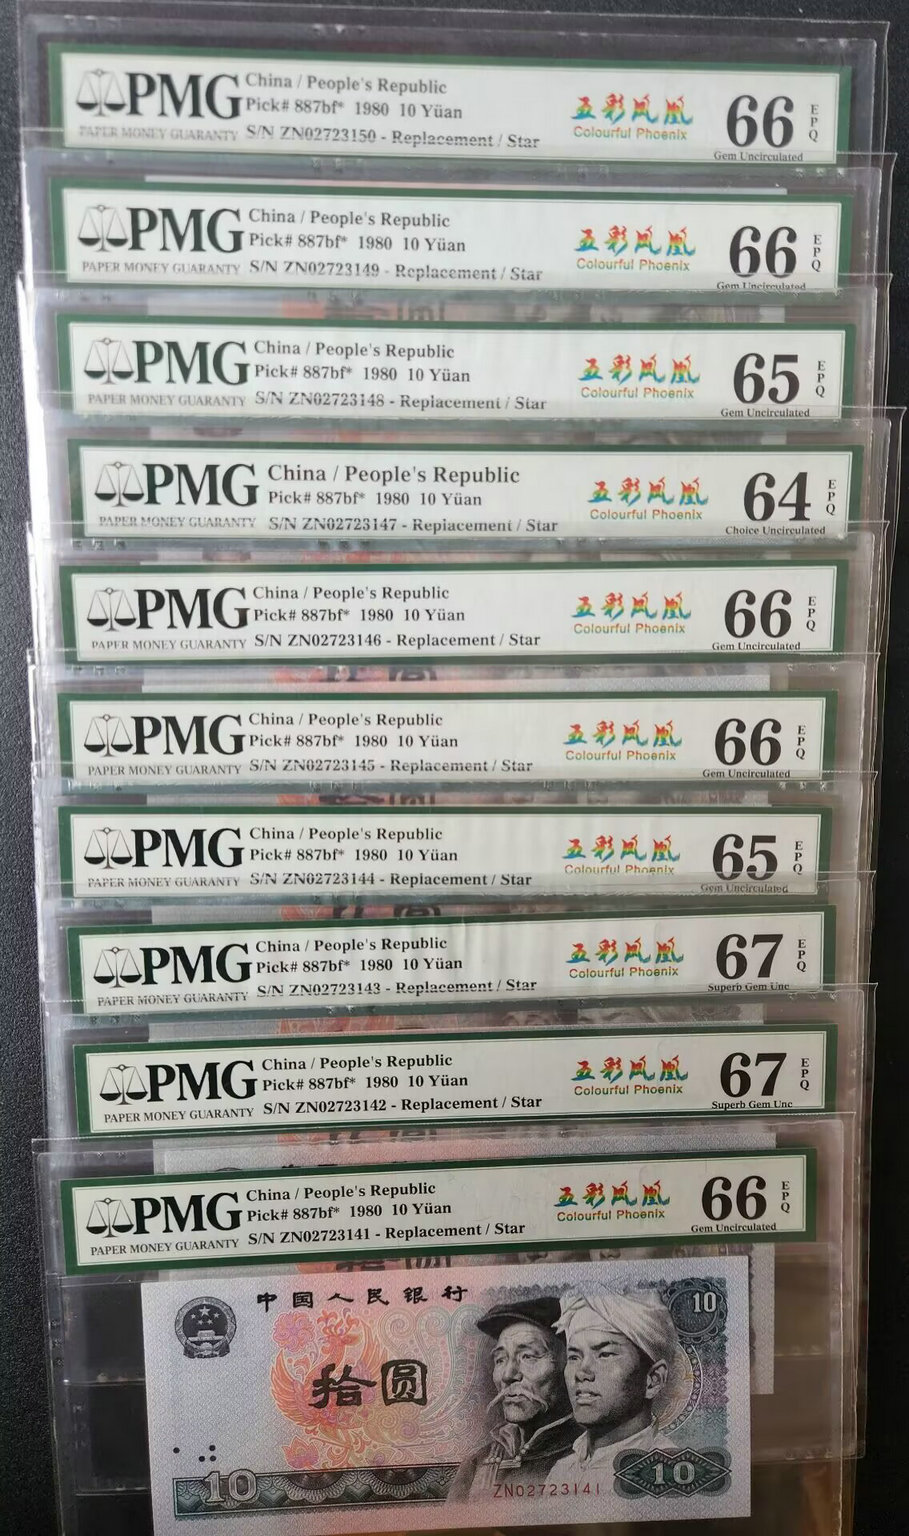 PMG
PAPER MONEY GUARANTY
China / People's Republic
Pick# 887bf* 1980 10 Yüan
S/N ZN02723150 - Replacement / Star
五彩凤凰
Colourful Phoenix
66 EPQ
Gem Uncirculated
PMG
PAPER MONEY GUARANTY
China / People's Republic
Pick# 887bf* 1980 10 Yüan
S/N ZN02723149 - Replacement / Star
五彩凤凰
Colourful Phoenix
66 EPQ
Gem Uncirculated
PMG
PAPER MONEY GUARANTY
China / People's Republic
Pick# 887bf* 1980 10 Yüan
S/N ZN02723148 - Replacement / Star
五彩凤凰
Colourful Phoenix
65 EPQ
Gem Uncirculated
PMG
PAPER MONEY GUARANTY
China / People's Republic
Pick# 887bf* 1980 10 Yüan
S/N ZN02723147 - Replacement / Star
五彩凤凰
Colourful Phoenix
64 EPQ
Choice Uncirculated
PMG
PAPER MONEY GUARANTY
China / People's Republic
Pick# 887bf* 1980 10 Yüan
S/N ZN02723146 - Replacement / Star
五彩凤凰
Colourful Phoenix
66 EPQ
Gem Uncirculated
PMG
PAPER MONEY GUARANTY
China / People's Republic
Pick# 887bf* 1980 10 Yüan
S/N ZN02723145 - Replacement / Star
五彩凤凰
Colourful Phoenix
66 EPQ
Gem Uncirculated
PMG
PAPER MONEY GUARANTY
China / People's Republic
Pick# 887bf* 1980 10 Yüan
S/N ZN02723144 - Replacement / Star
五彩凤凰
Colourful Phoenix
65 EPQ
Gem Uncirculated
PMG
PAPER MONEY GUARANTY
China / People's Republic
Pick# 887bf* 1980 10 Yüan
S/N ZN02723143 - Replacement / Star
五彩凤凰
Colourful Phoenix
67 EPQ
Superb Gem Unc
PMG
PAPER MONEY GUARANTY
China / People's Republic
Pick# 887bf* 1980 10 Yüan
S/N ZN02723142 - Replacement / Star
五彩凤凰
Colourful Phoenix
67 EPQ
Superb Gem Unc
PMG
PAPER MONEY GUARANTY
China / People's Republic
Pick# 887bf* 1980 10 Yüan
S/N ZN02723141 - Replacement / Star
五彩凤凰
Colourful Phoenix
66 EPQ
Gem Uncirculated
中国人民银行
10
拾圆
10
ZN02723141
10